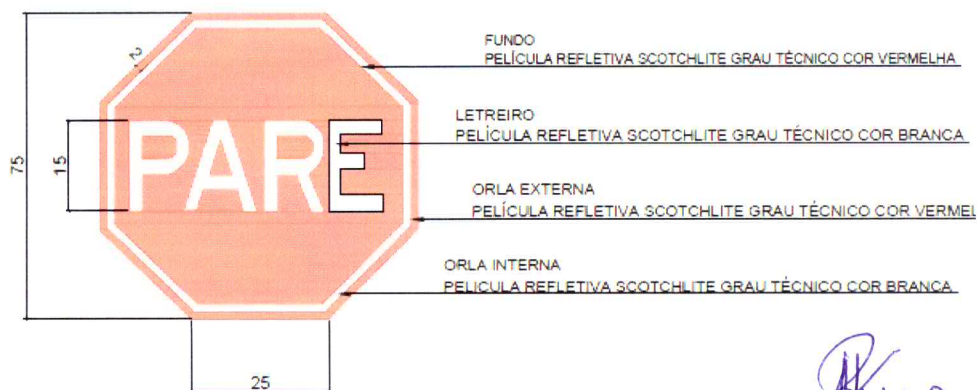 FUNDO
PELÍCULA REFLETIVA SCOTCHLITE GRAU TÉCNICO COR VERMELHA
2
LETREIRO
PELÍCULA REFLETIVA SCOTCHLITE GRAU TÉCNICO COR BRANCA
PARE
75
15
ORLA EXTERNA
PELÍCULA REFLETIVA SCOTCHLITE GRAU TÉCNICO COR VERMEL
ORLA INTERNA
PELICULA REFLETIVA SCOTCHLITE GRAU TÉCNICO COR BRANCA
25